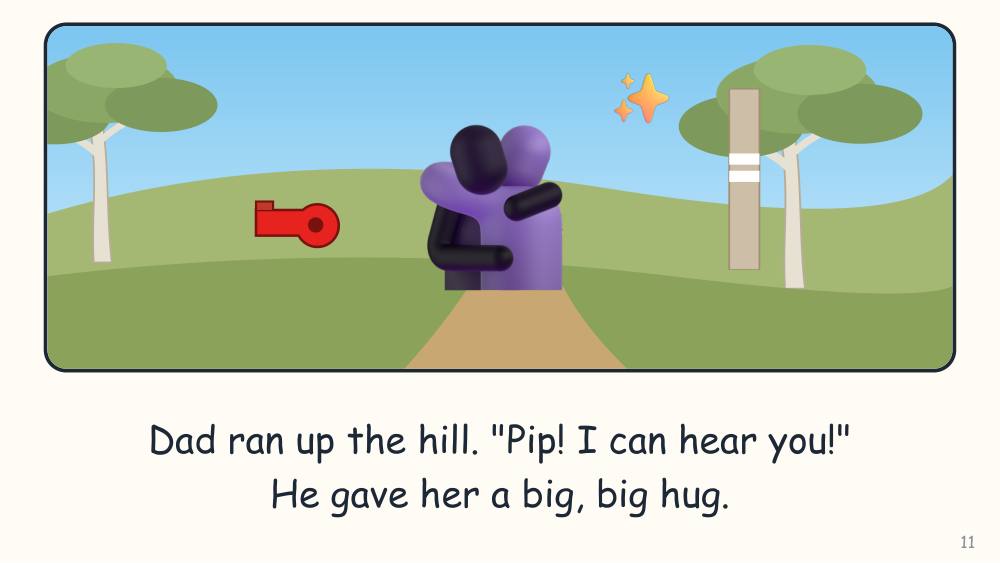 Dad ran up the hill. "Pip! I can hear you!"
He gave her a big, big hug.
11